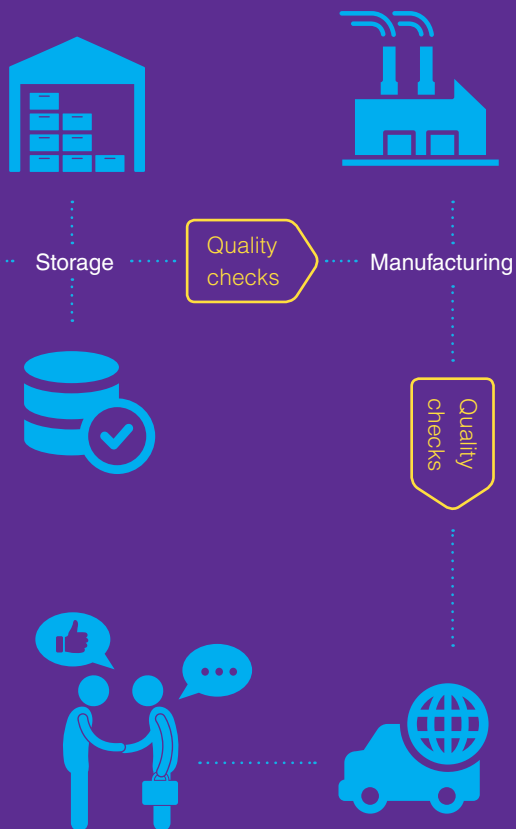 Storage
Quality
checks
Manufacturing
Quality
checks